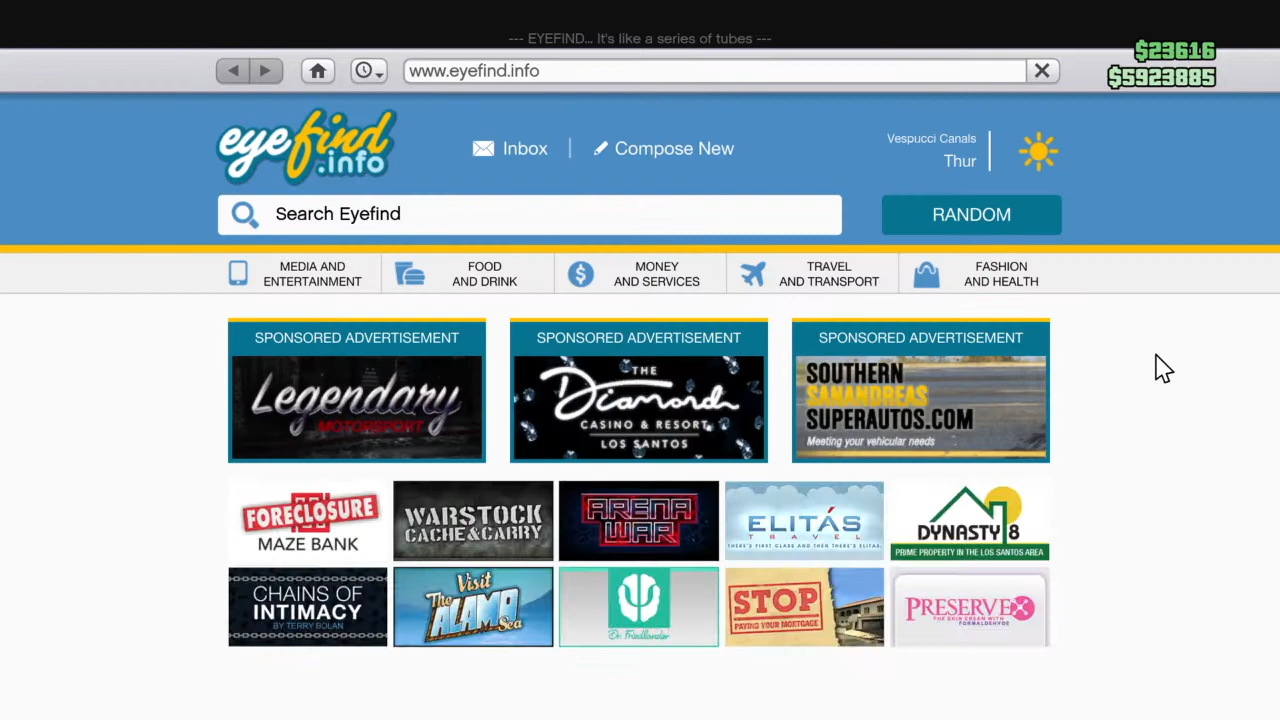 --- EYEFIND... It's like a series of tubes ---
$23616
$5923885
www.eyefind.info
eyefind
.info
Inbox
Compose New
Vespucci Canals
Thur
Search Eyefind
RANDOM
MEDIA AND
ENTERTAINMENT
FOOD
AND DRINK
MONEY
AND SERVICES
TRAVEL
AND TRANSPORT
FASHION
AND HEALTH
SPONSORED ADVERTISEMENT
Legendary
MOTORSPORT
SPONSORED ADVERTISEMENT
THE
Diamond
CASINO & RESORT
LOS SANTOS
SPONSORED ADVERTISEMENT
SOUTHERN
SANANDREAS
SUPERAUTOS.COM
Meeting your vehicular needs
FORECLOSURE
MAZE BANK
WARSTOCK
CACHE&CARRY
ARENA
WAR
ELITÁS
TRAVEL
THERE'S FIRST CLASS AND THEN THERE'S ELITAS
DYNASTY 8
PRIME PROPERTY IN THE LOS SANTOS AREA
CHAINS OF
INTIMACY
BY TERRY BOLAN
Visit
The
ALAMO
Sea
Dr. Friedlander
STOP
PAYING YOUR MORTGAGE
PRESERVEX
THE SKIN CREAM WITH
FORMALDEHYDE